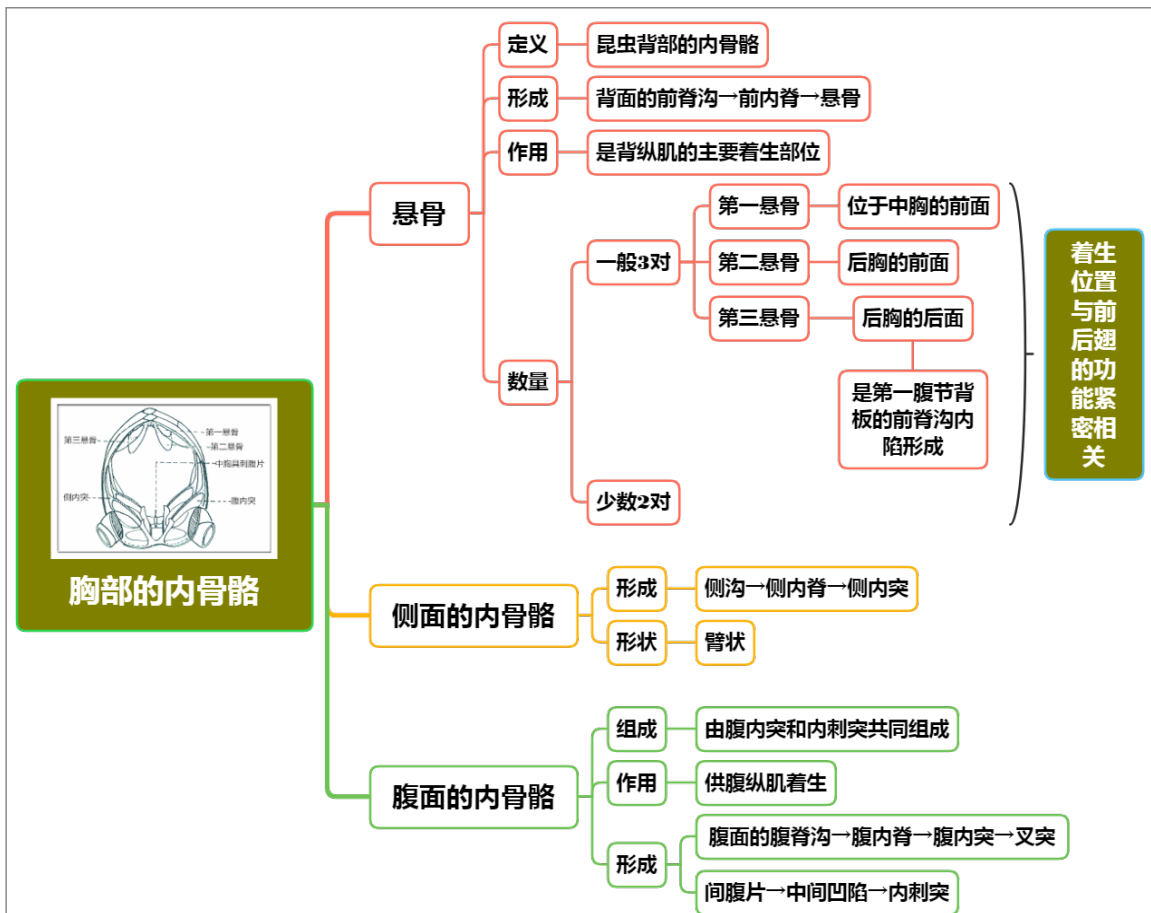 胸部的内骨骼
第三悬骨
第一悬骨
第二悬骨
中胸具刺腹片
侧内突
腹内突
悬骨
定义
昆虫背部的内骨骼
形成
背面的前脊沟→前内脊→悬骨
作用
是背纵肌的主要着生部位
数量
一般3对
第一悬骨
位于中胸的前面
第二悬骨
后胸的前面
第三悬骨
后胸的后面
是第一腹节背
板的前脊沟内
陷形成
少数2对
着生
位置
与前
后翅
的功
能紧
密相
关
侧面的内骨骼
形成
侧沟→侧内脊→侧内突
形状
臂状
腹面的内骨骼
组成
由腹内突和内刺突共同组成
作用
供腹纵肌着生
形成
腹面的腹脊沟→腹内脊→腹内突→叉突
间腹片→中间凹陷→内刺突